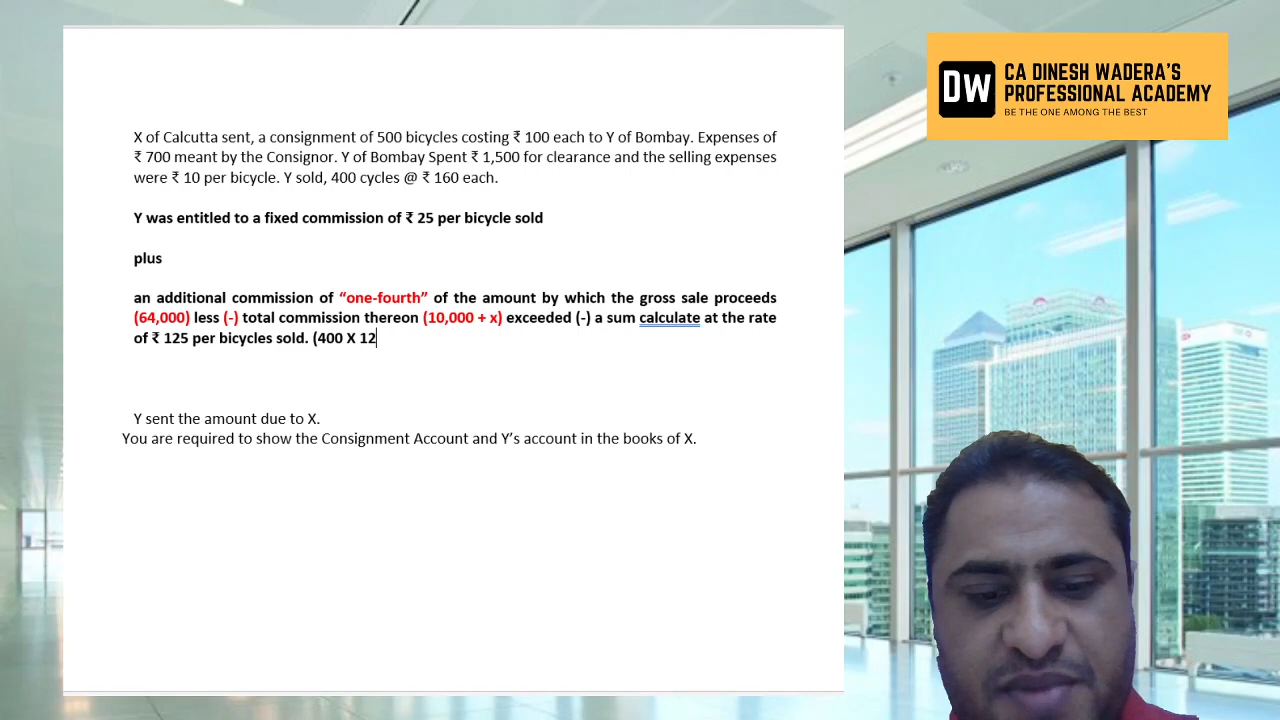 X of Calcutta sent, a consignment of 500 bicycles costing ₹ 100 each to Y of Bombay. Expenses of
₹ 700 meant by the Consignor. Y of Bombay Spent ₹ 1,500 for clearance and the selling expenses
were ₹ 10 per bicycle. Y sold, 400 cycles @ ₹ 160 each.
Y was entitled to a fixed commission of ₹ 25 per bicycle sold
plus
an additional commission of “one-fourth” of the amount by which the gross sale proceeds
(64,000) less (-) total commission thereon (10,000 + x) exceeded (-) a sum calculate at the rate
of ₹ 125 per bicycles sold. (400 X 12
Y sent the amount due to X.
You are required to show the Consignment Account and Y’s account in the books of X.
DW
CA DINESH WADERA'S
PROFESSIONAL ACADEMY
BE THE ONE AMONG THE BEST